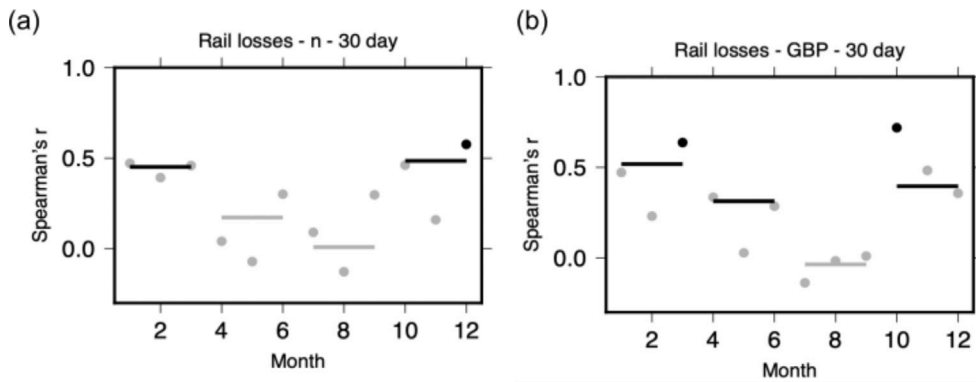 (a)
Rail losses - n - 30 day
1.0
0.5
0.0
Spearman's r
2 4 6 8 10 12
Month
(b)
Rail losses - GBP - 30 day
1.0
0.5
0.0
Spearman's r
2 4 6 8 10 12
Month